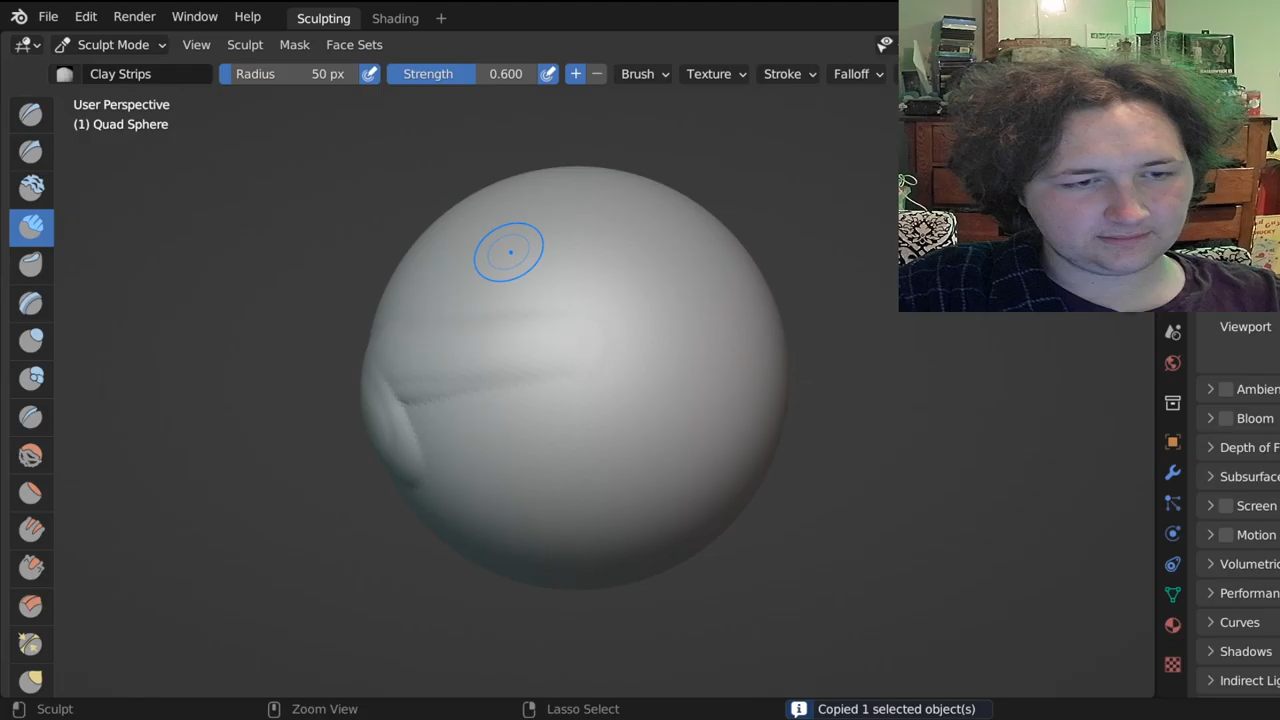 File Edit Render Window Help Sculpting Shading +
Sculpt Mode View Sculpt Mask Face Sets
Clay Strips Radius 50 px Strength 0.600 + − Brush Texture Stroke Falloff
User Perspective
(1) Quad Sphere
Viewport
Ambien
Bloom
Depth of F
Subsurface
Screen
Motion
Volumetric
Performan
Curves
Shadows
Indirect Lig
Sculpt Zoom View Lasso Select Copied 1 selected object(s)